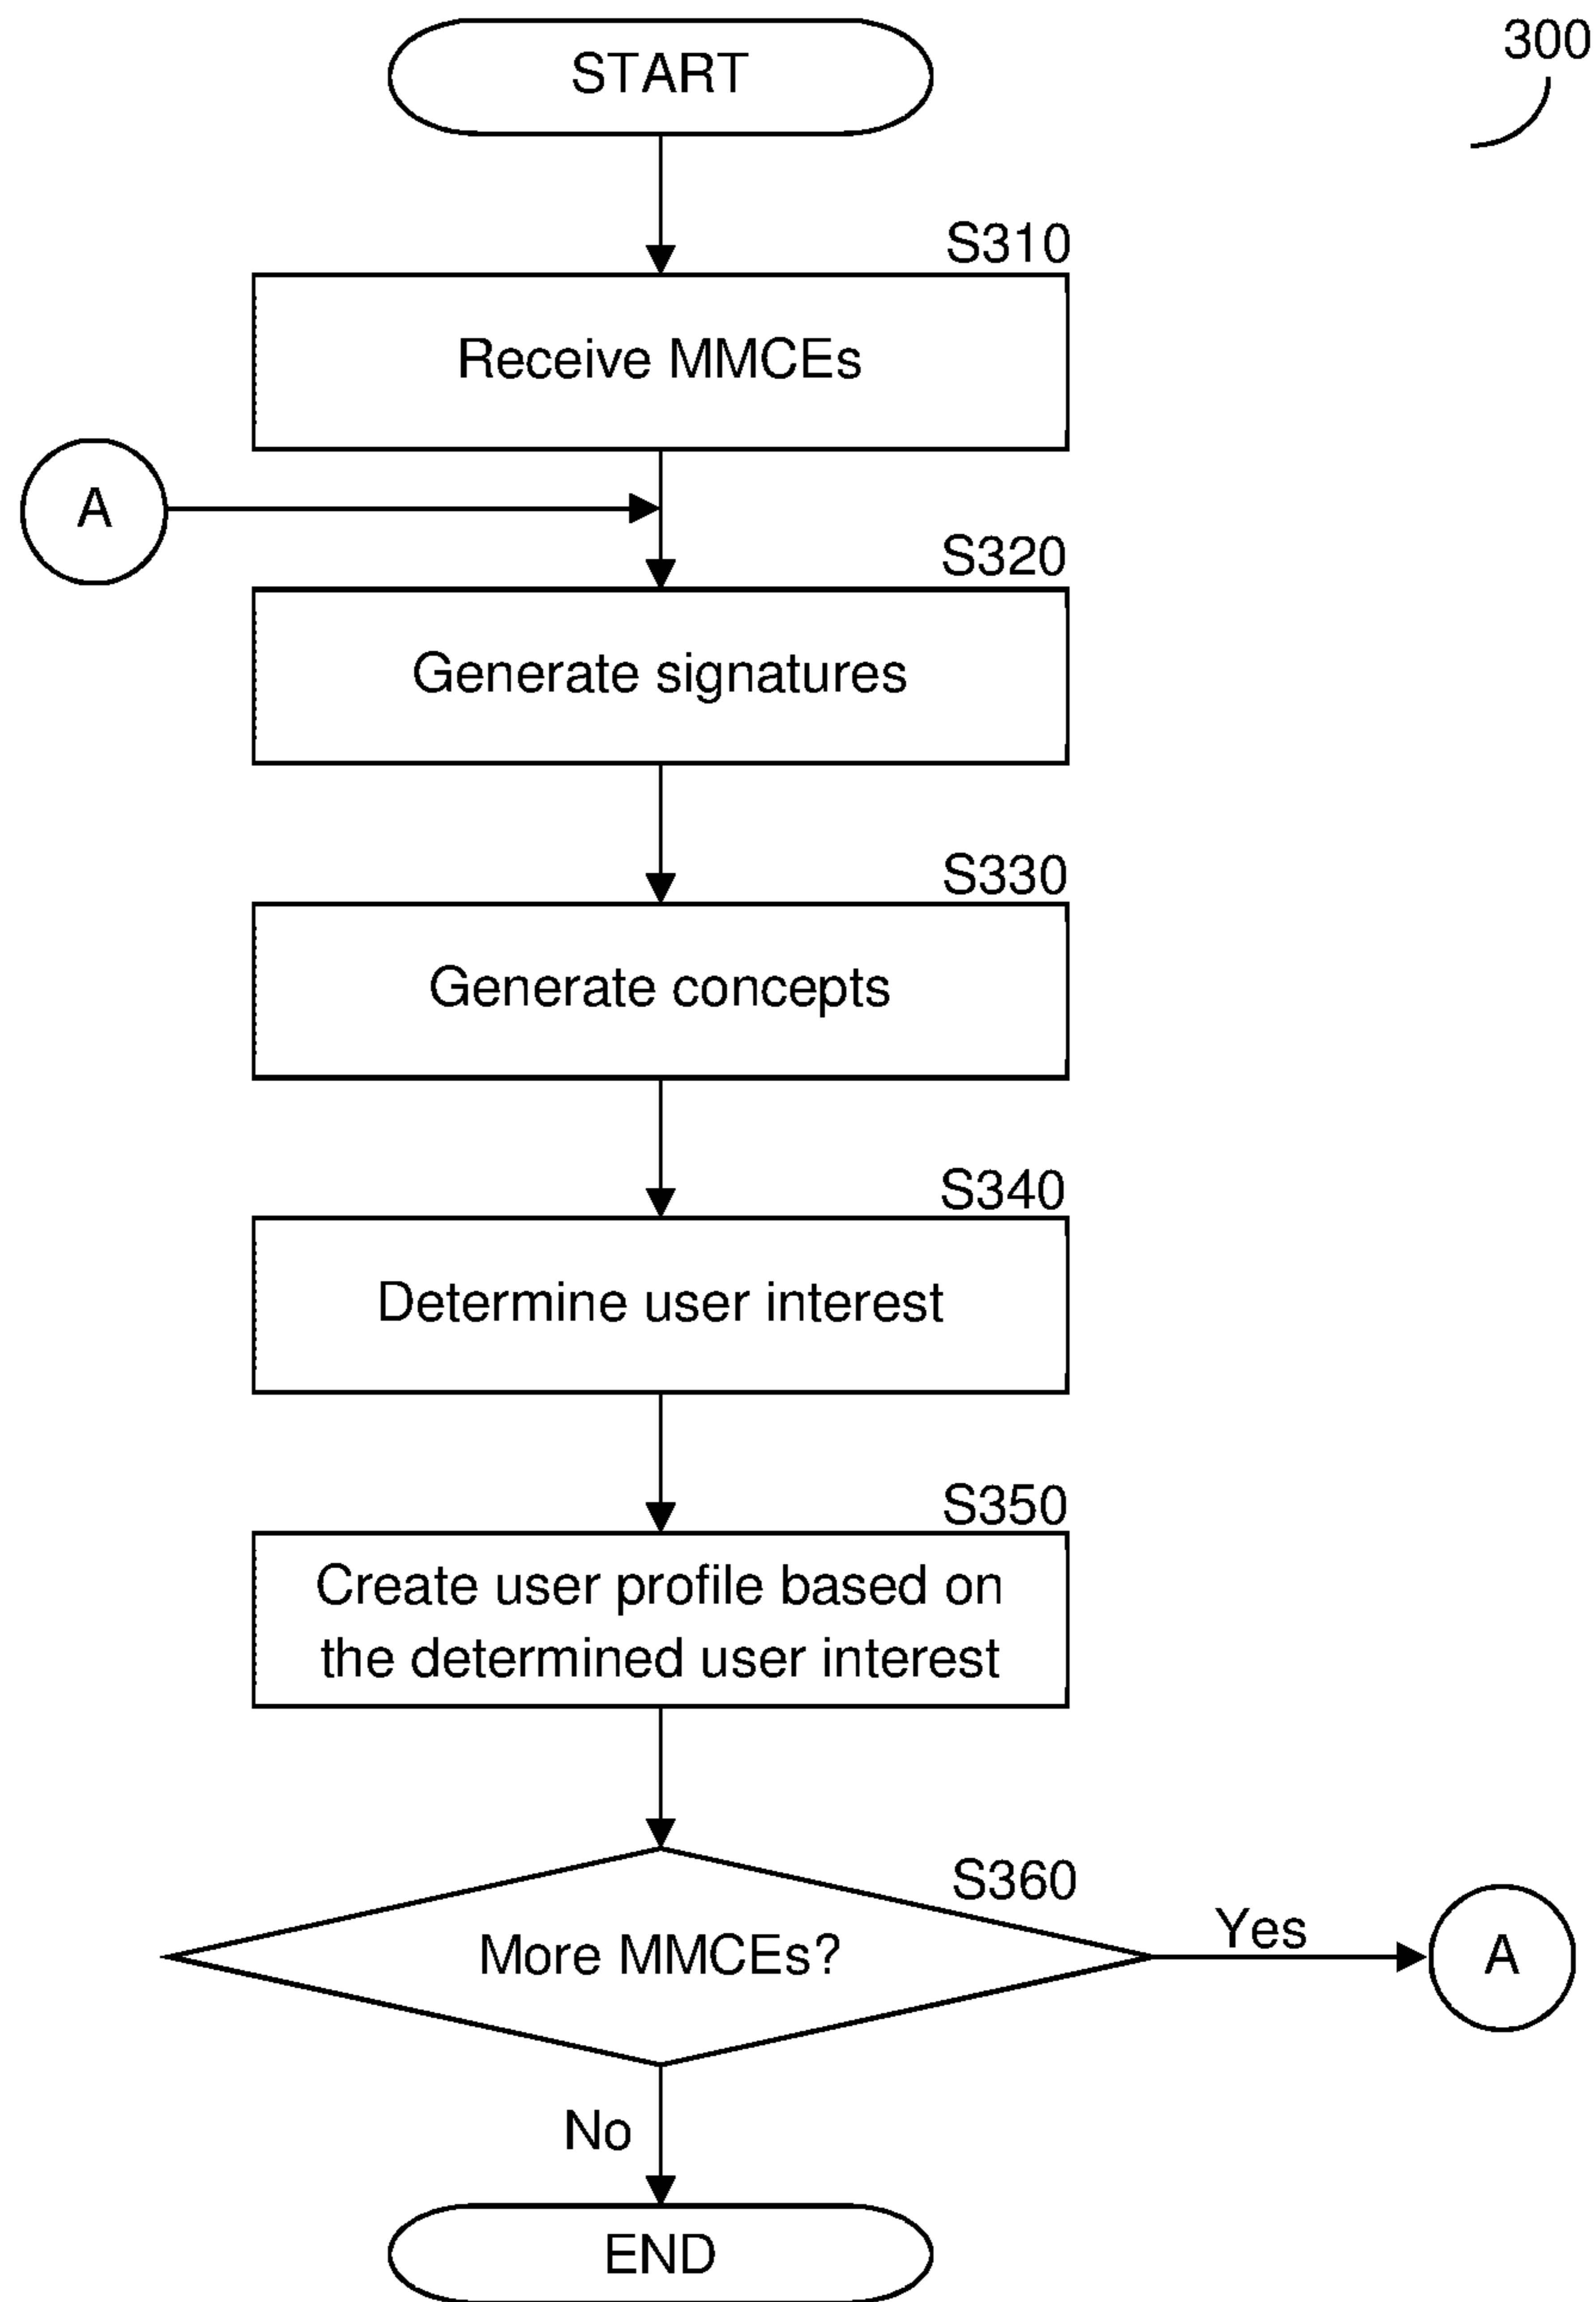 START
300
S310
Receive MMCEs
A
S320
Generate signatures
S330
Generate concepts
S340
Determine user interest
S350
Create user profile based on
the determined user interest
S360
More MMCEs?
Yes
A
No
END